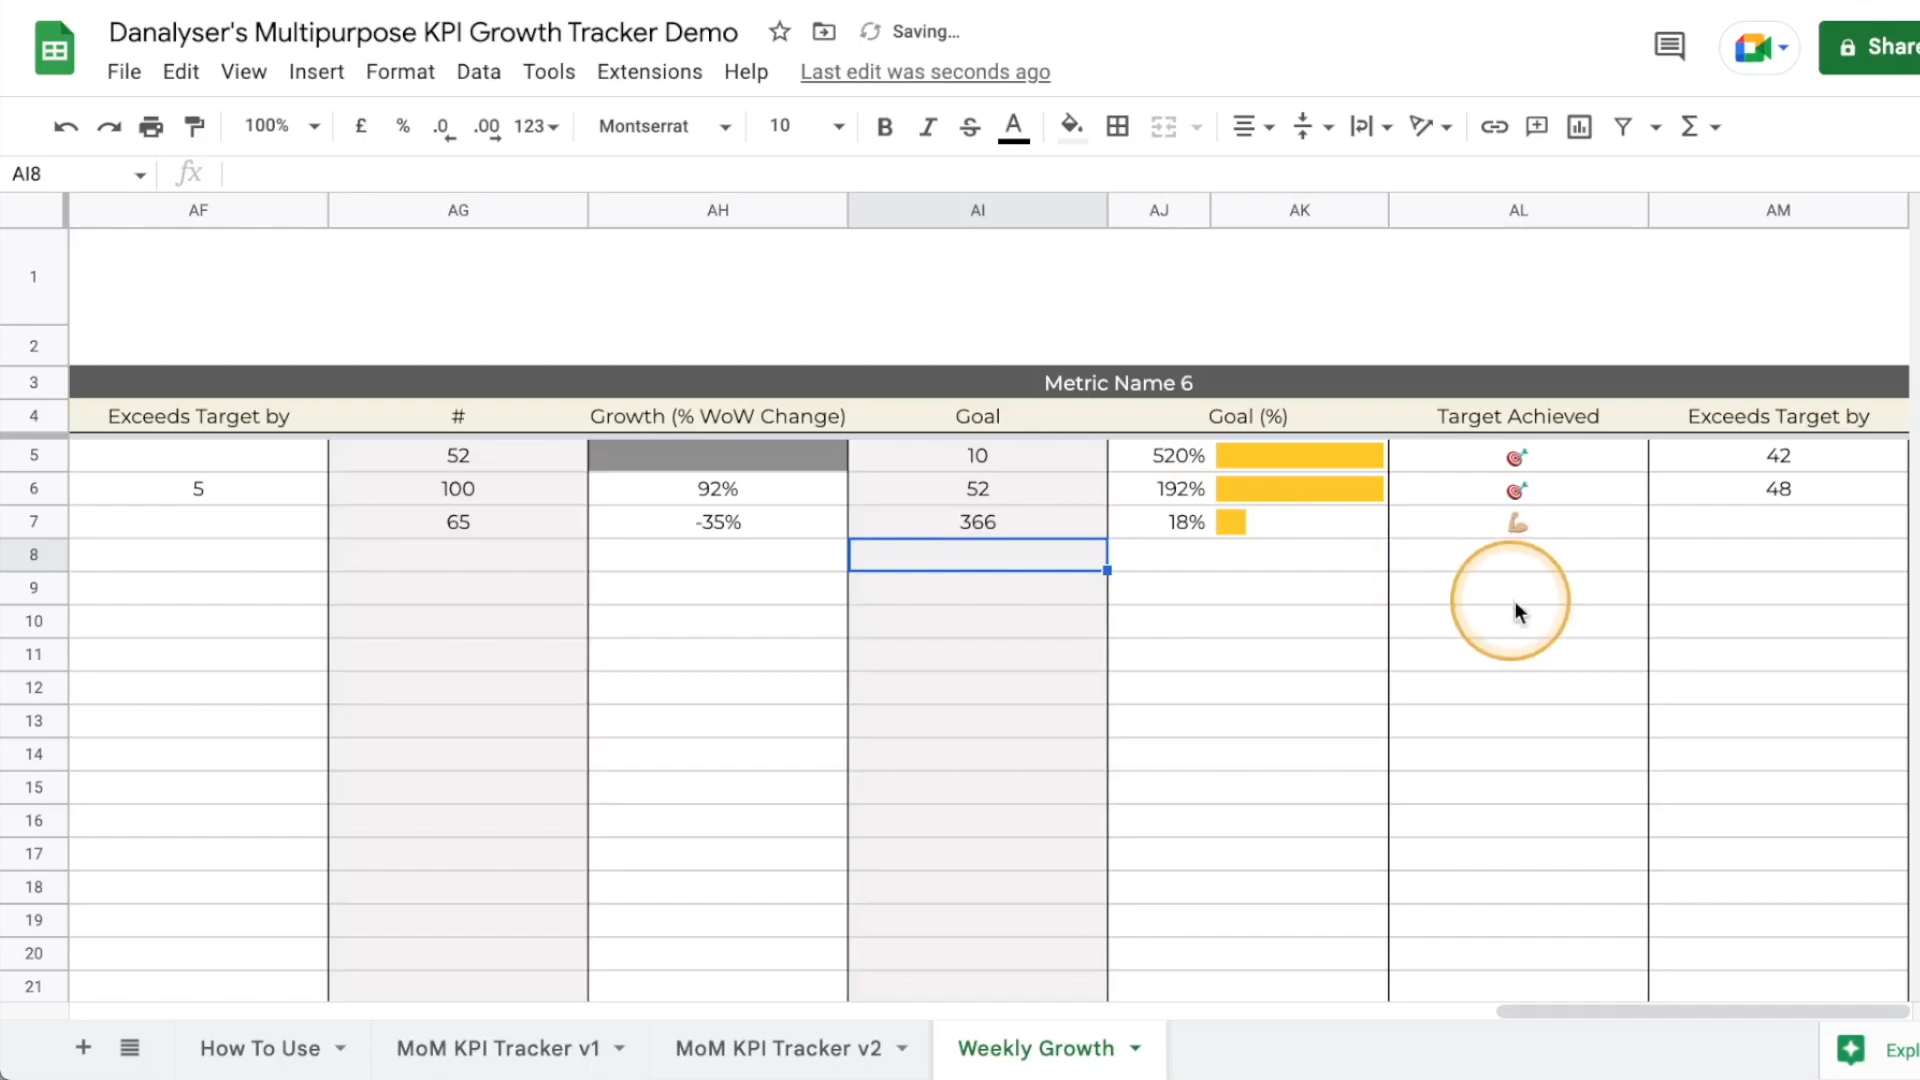 Danalyser's Multipurpose KPI Growth Tracker Demo Saving...
File Edit View Insert Format Data Tools Extensions Help Last edit was seconds ago
Share
100% £ % .0 .00 123 Montserrat 10 B I S A
AI8 fx
AF AG AH AI AJ AK AL AM
1
2
3 Metric Name 6
4 Exceeds Target by # Growth (% WoW Change) Goal Goal (%) Target Achieved Exceeds Target by
5 52 10 520% 42
6 5 100 92% 52 192% 48
7 65 -35% 366 18%
8
9
10
11
12
13
14
15
16
17
18
19
20
21
How To Use MoM KPI Tracker v1 MoM KPI Tracker v2 Weekly Growth Expl